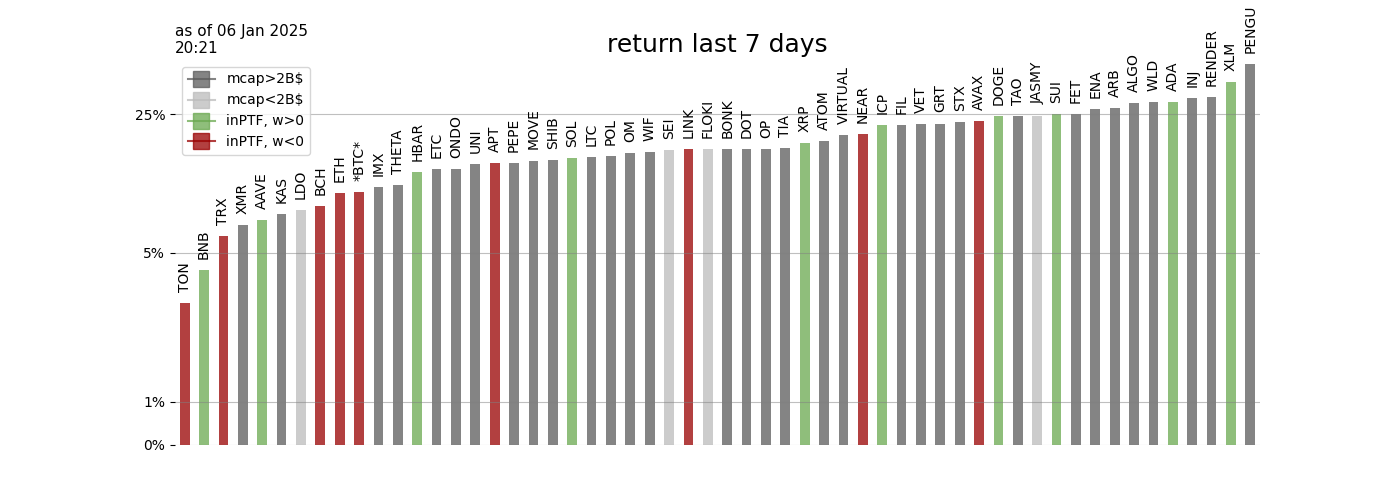 as of 06 Jan 2025
20:21
return last 7 days
mcap>2B$
mcap<2B$
inPTF, w>0
inPTF, w<0
25%
5%
1%
0%
TON
BNB
TRX
XMR
AAVE
KAS
LDO
BCH
ETH
*BTC*
IMX
THETA
HBAR
ETC
ONDO
UNI
APT
PEPE
MOVE
SHIB
SOL
LTC
POL
OM
WIF
SEI
LINK
FLOKI
BONK
DOT
OP
TIA
XRP
ATOM
VIRTUAL
NEAR
ICP
FIL
VET
GRT
STX
AVAX
DOGE
TAO
JASMY
SUI
FET
ENA
ARB
ALGO
WLD
ADA
INJ
RENDER
XLM
PENGU